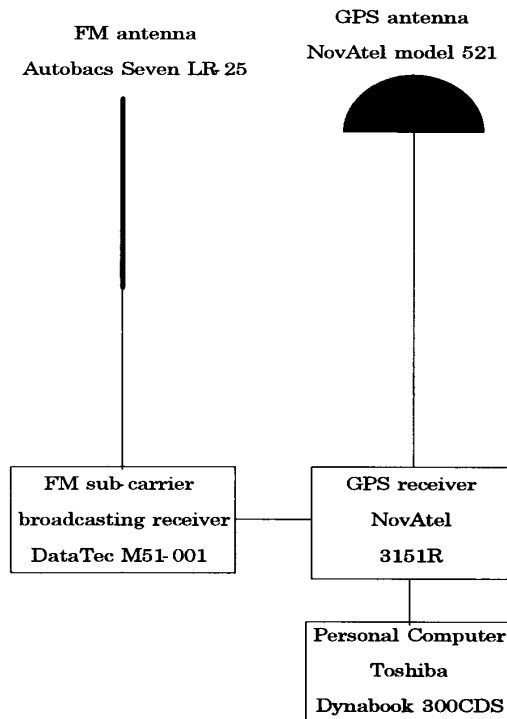 FM antenna
Autobacs Seven LR-25
GPS antenna
NovAtel model 521
FM sub-carrier
broadcasting receiver
DataTec M51-001
GPS receiver
NovAtel
3151R
Personal Computer
Toshiba
Dynabook 300CDS